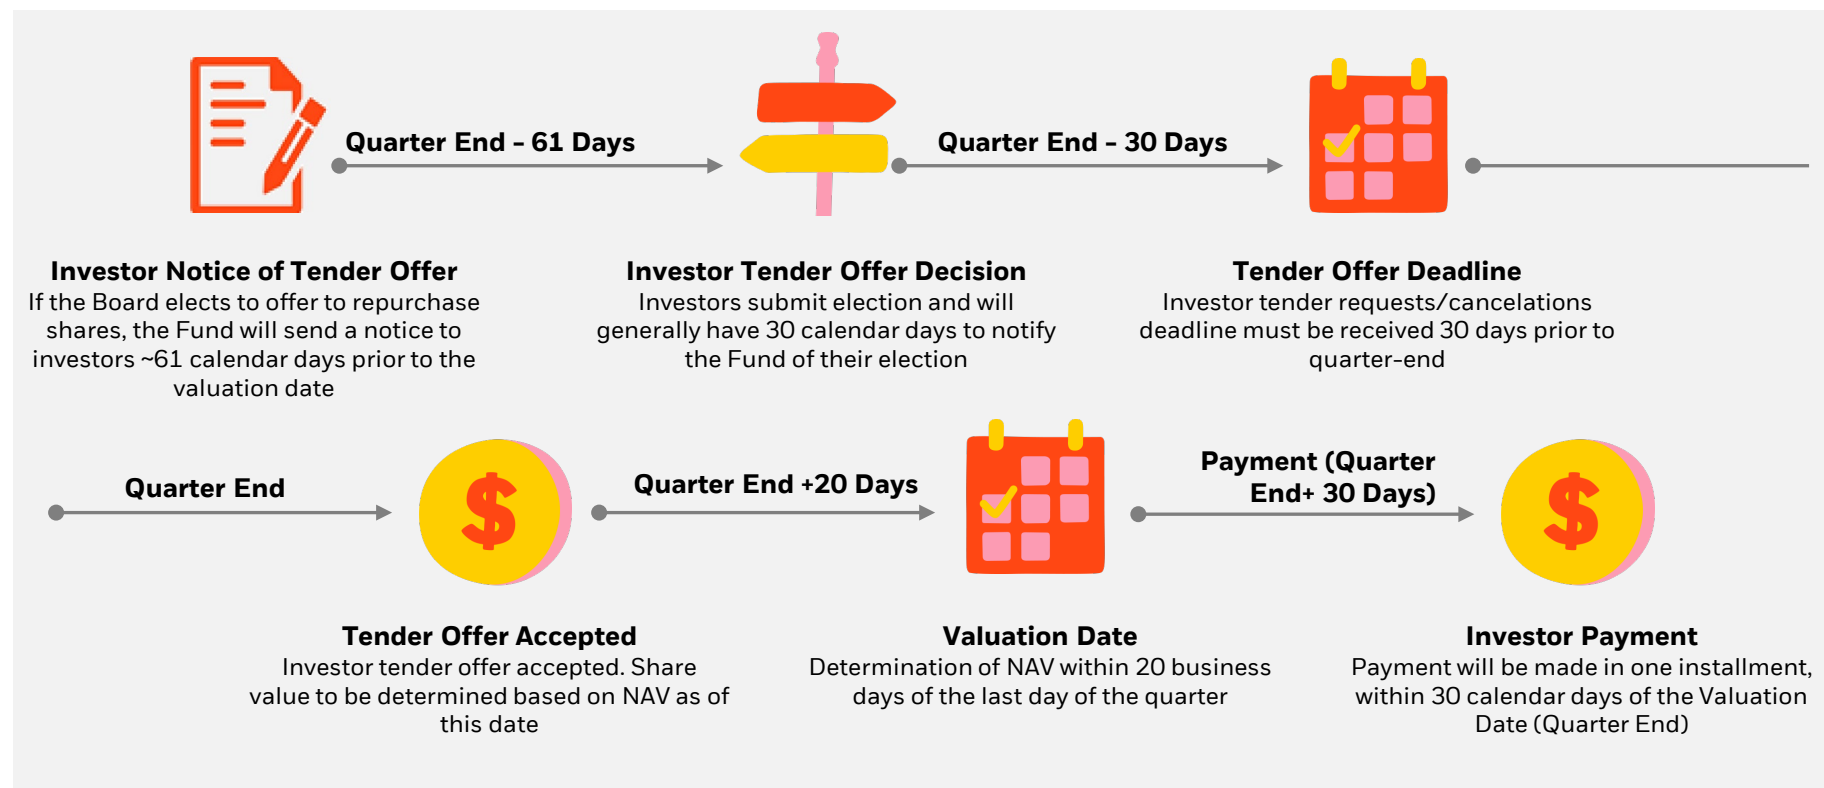 Quarter End – 61 Days
Quarter End – 30 Days
Investor Notice of Tender Offer
If the Board elects to offer to repurchase
shares, the Fund will send a notice to
investors ~61 calendar days prior to the
valuation date
Investor Tender Offer Decision
Investors submit election and will
generally have 30 calendar days to notify
the Fund of their election
Tender Offer Deadline
Investor tender requests/cancelations
deadline must be received 30 days prior to
quarter-end
Quarter End
$
Quarter End +20 Days
Payment (Quarter
End+ 30 Days)
$
Tender Offer Accepted
Investor tender offer accepted. Share
value to be determined based on NAV as of
this date
Valuation Date
Determination of NAV within 20 business
days of the last day of the quarter
Investor Payment
Payment will be made in one installment,
within 30 calendar days of the Valuation
Date (Quarter End)